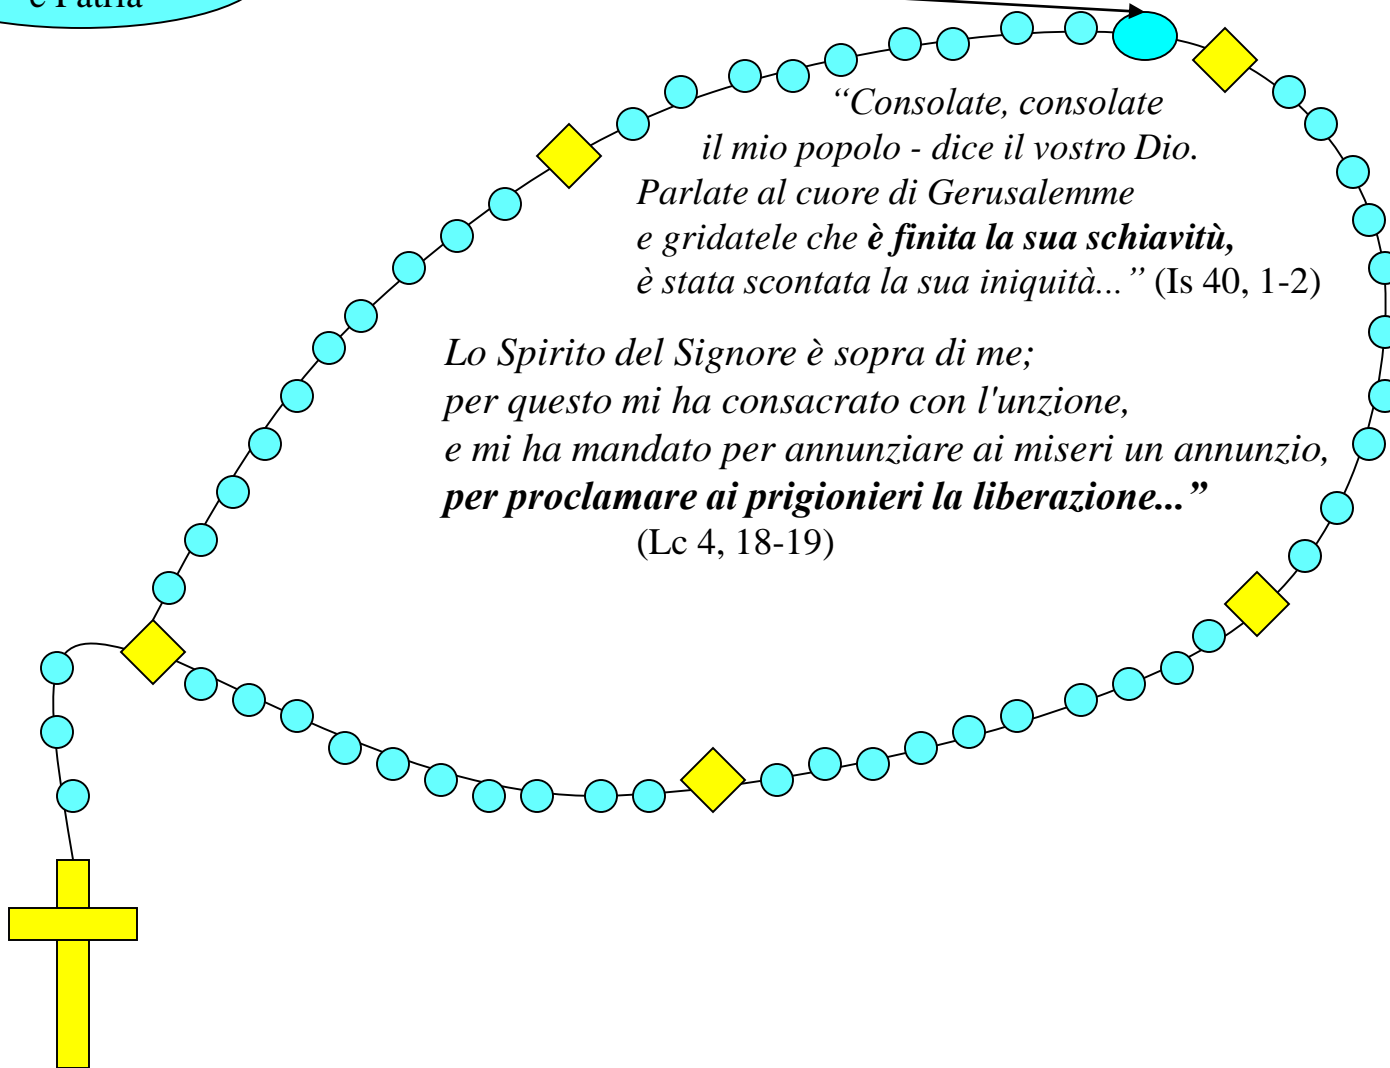 e Patria
“Consolate, consolate
il mio popolo - dice il vostro Dio.
Parlate al cuore di Gerusalemme
e gridatele che è finita la sua schiavitù,
è stata scontata la sua iniquità...” (Is 40, 1-2)
Lo Spirito del Signore è sopra di me;
per questo mi ha consacrato con l'unzione,
e mi ha mandato per annunziare ai miseri un annunzio,
per proclamare ai prigionieri la liberazione...”
(Lc 4, 18-19)